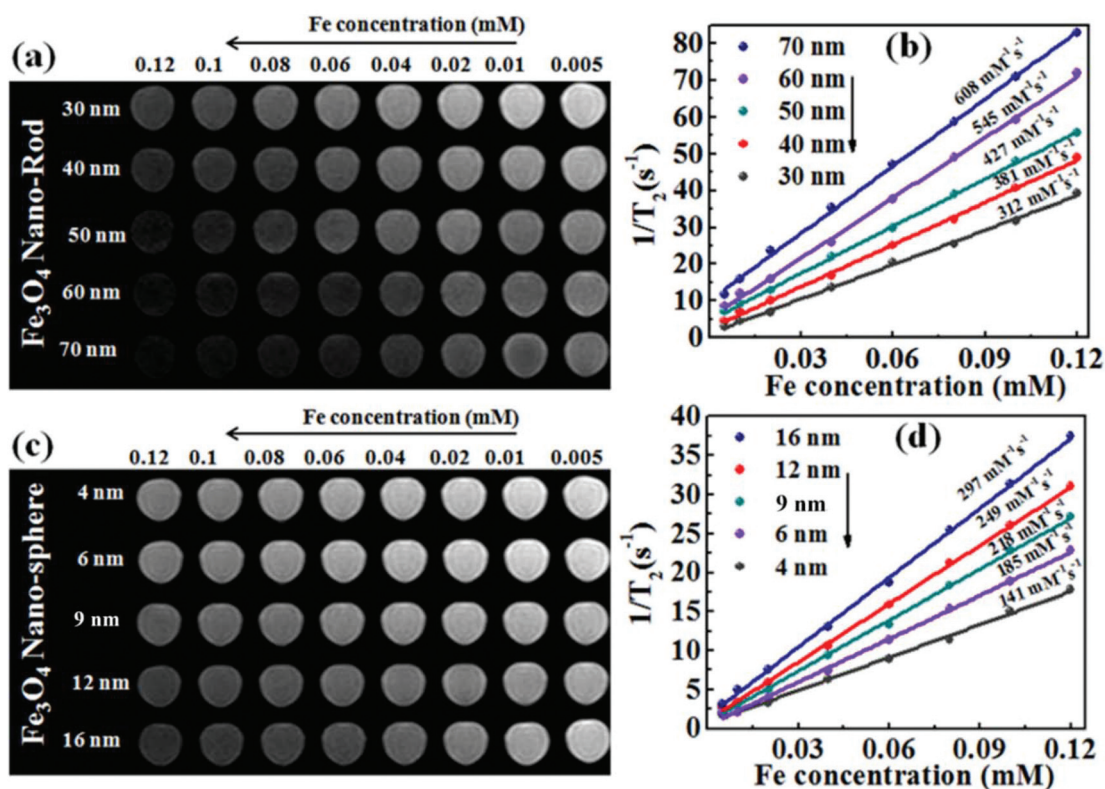 (a)
Fe concentration (mM)
0.12 0.1 0.08 0.06 0.04 0.02 0.01 0.005
Fe₃O₄ Nano-Rod
30 nm
40 nm
50 nm
60 nm
70 nm
(b)
70 nm
60 nm
50 nm
40 nm
30 nm
608 mM⁻¹s⁻¹
545 mM⁻¹s⁻¹
427 mM⁻¹s⁻¹
381 mM⁻¹s⁻¹
312 mM⁻¹s⁻¹
1/T₂(s⁻¹)
80
70
60
50
40
30
20
10
0
0.03 0.06 0.09 0.12
Fe concentration (mM)
(c)
Fe concentration (mM)
0.12 0.1 0.08 0.06 0.04 0.02 0.01 0.005
Fe₃O₄ Nano-sphere
4 nm
6 nm
9 nm
12 nm
16 nm
(d)
16 nm
12 nm
9 nm
6 nm
4 nm
297 mM⁻¹s⁻¹
249 mM⁻¹s⁻¹
218 mM⁻¹s⁻¹
185 mM⁻¹s⁻¹
141 mM⁻¹s⁻¹
1/T₂(s⁻¹)
40
35
30
25
20
15
10
5
0
0.03 0.06 0.09 0.12
Fe concentration (mM)